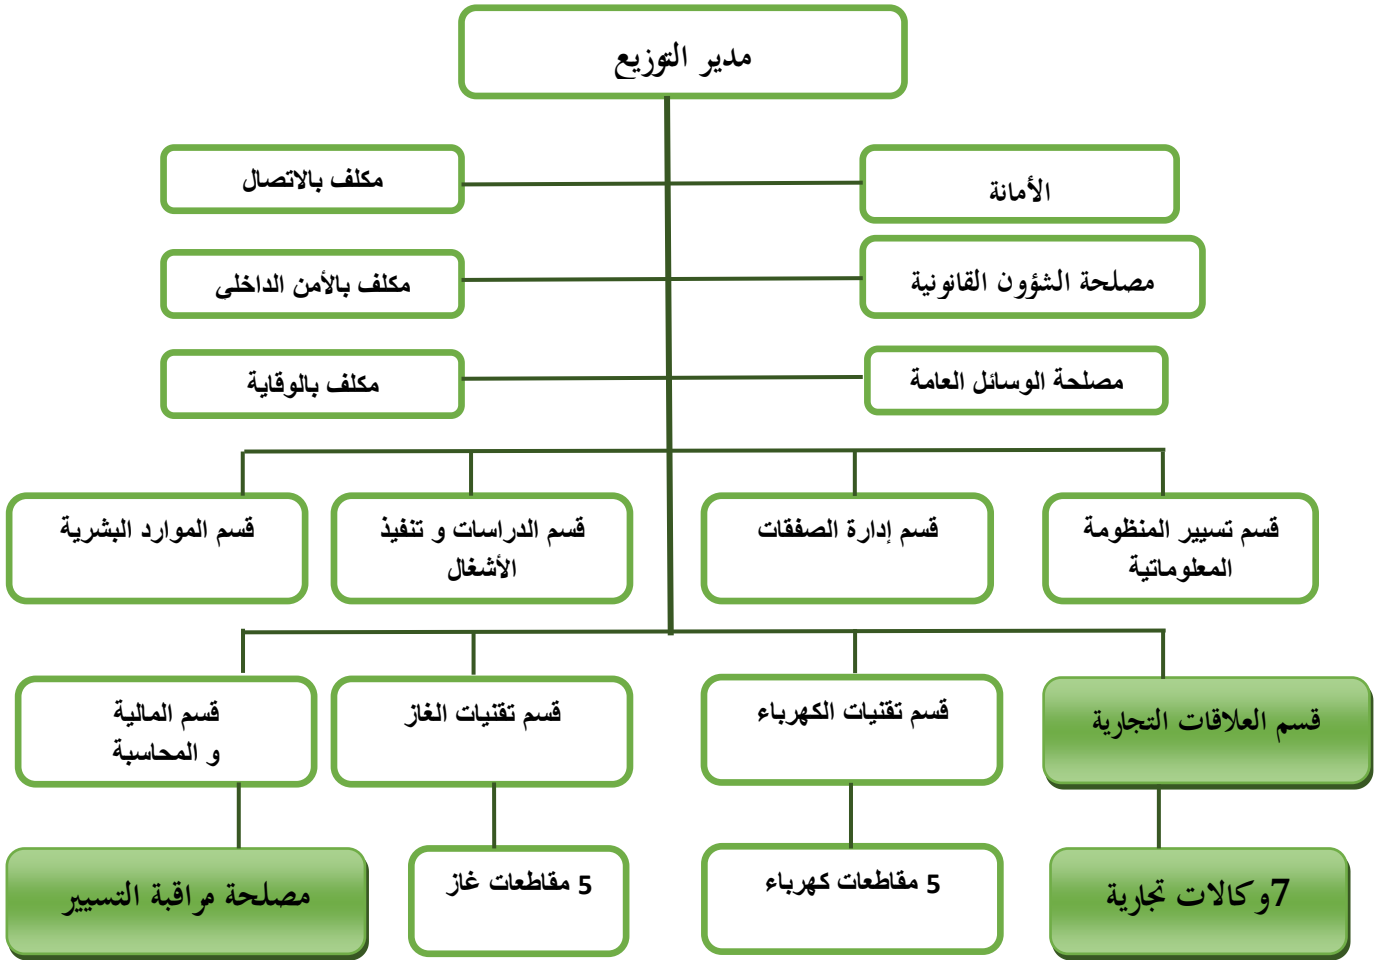 مدير التوزيع
الأمانة
مكلف بالاتصال
مصلحة الشؤون القانونية
مكلف بالأمن الداخلي
مصلحة الوسائل العامة
مكلف بالوقاية
قسم تسيير المنظومة
المعلوماتية
قسم إدارة الصفقات
قسم الدراسات و تنفيذ
الأشغال
قسم الموارد البشرية
قسم العلاقات التجارية
قسم تقنيات الكهرباء
قسم تقنيات الغاز
قسم المالية
و المحاسبة
7وكالات تجارية
5 مقاطعات كهرباء
5 مقاطعات غاز
مصلحة مراقبة التسيير